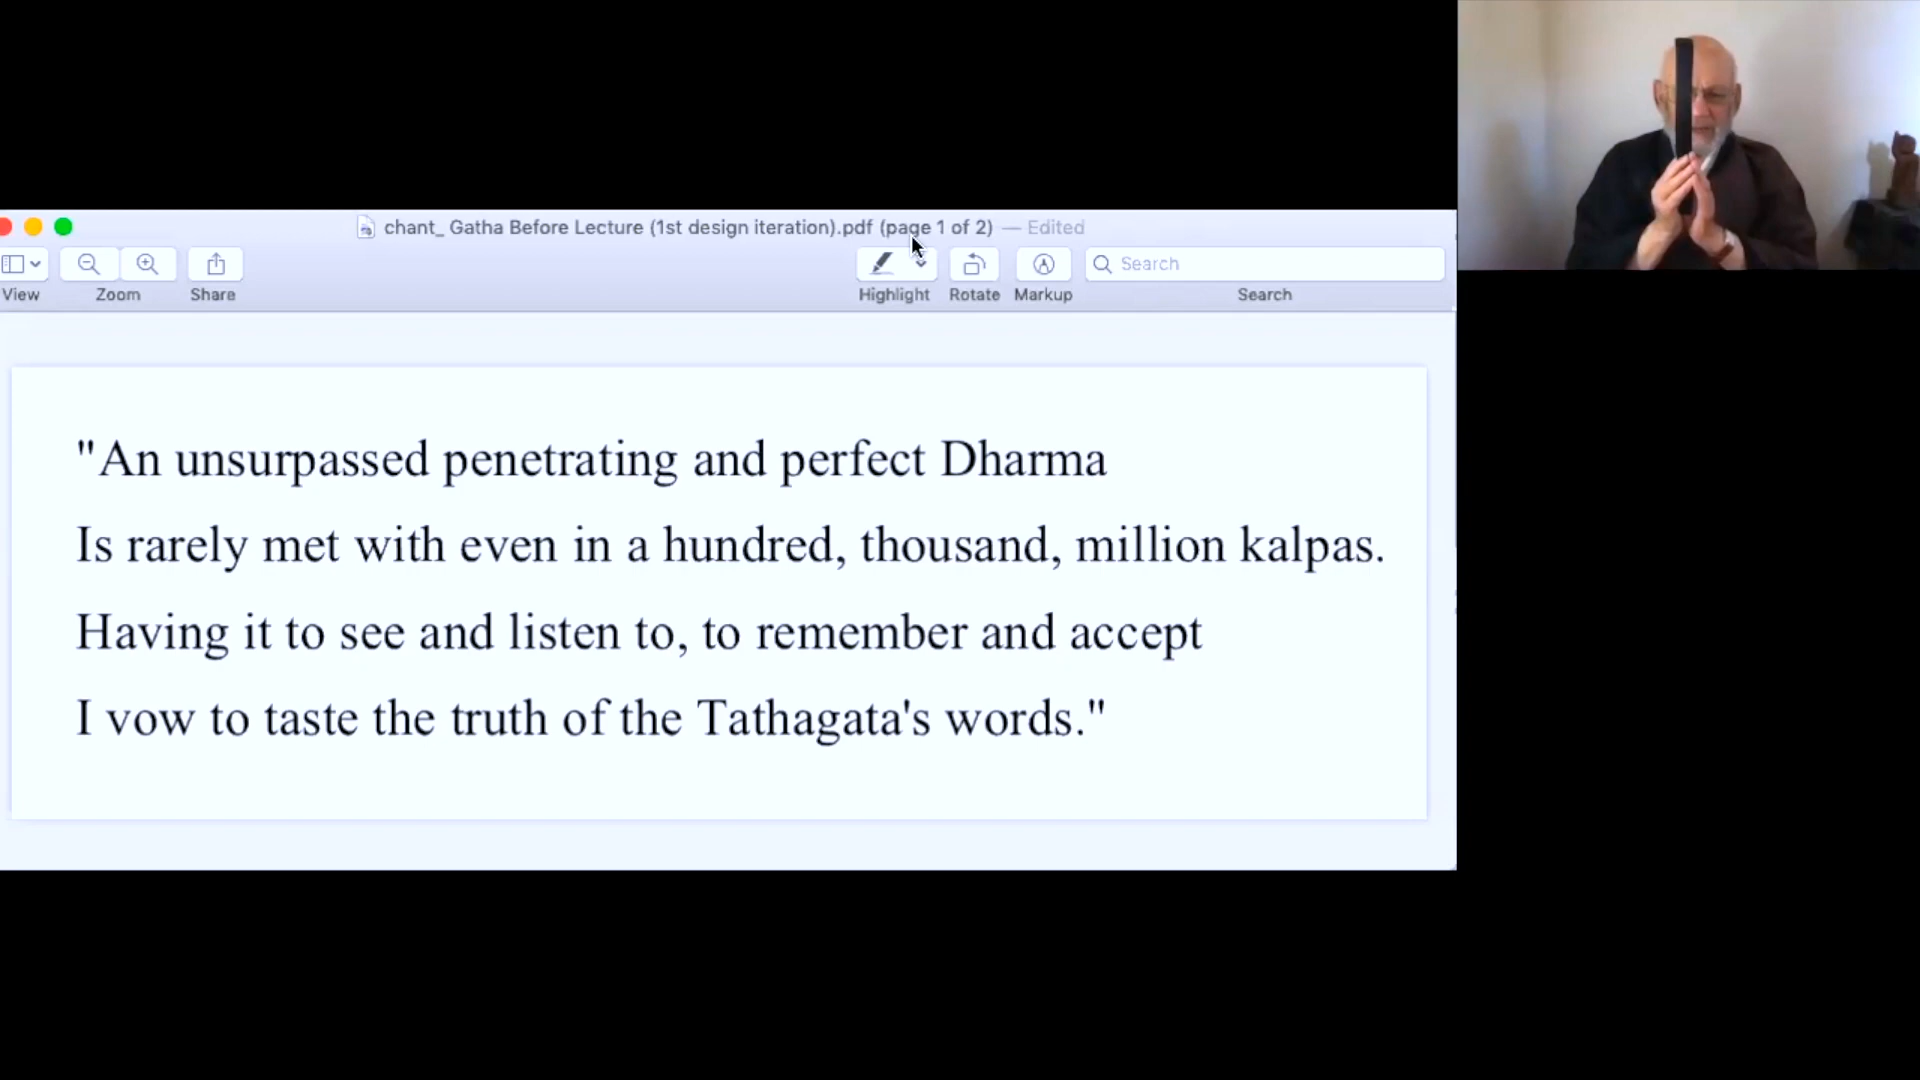 chant_ Gatha Before Lecture (1st design iteration).pdf (page 1 of 2) — Edited
View
Zoom
Share
Highlight
Rotate
Markup
Search
Search
"An unsurpassed penetrating and perfect Dharma
Is rarely met with even in a hundred, thousand, million kalpas.
Having it to see and listen to, to remember and accept
I vow to taste the truth of the Tathagata's words."